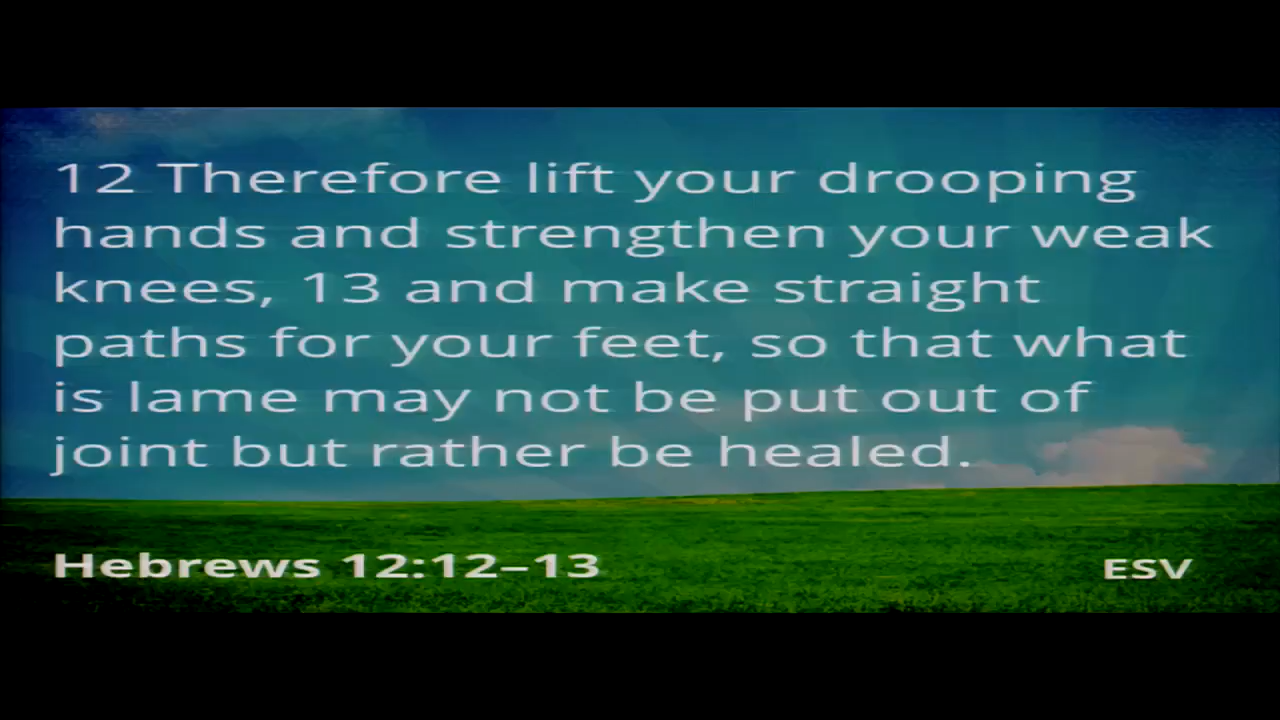 12 Therefore lift your drooping
hands and strengthen your weak
knees, 13 and make straight
paths for your feet, so that what
is lame may not be put out of
joint but rather be healed.
Hebrews 12:12–13
ESV